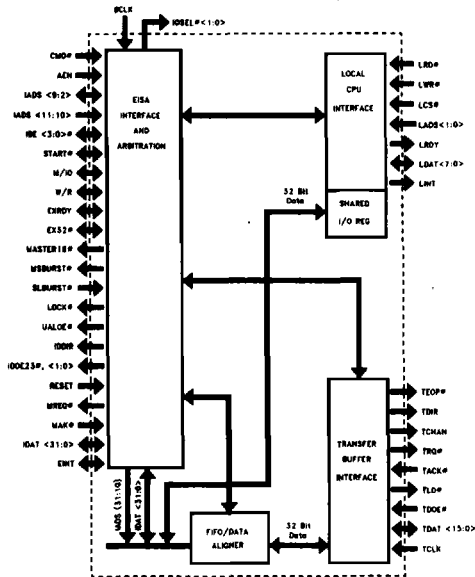 BCLK
IOSEL#<1:0>
CMD#
AEN
IADS <9:2>
IADS <11:10>
IBE <3:0>#
START#
M/IO
W/R
EXRDY
EX32#
MASTER16#
MSBURST#
SLBURST#
LOCK#
UALOE#
IDDIR
IDOE23#, <1:0>
RESET
MREQ#
MAK#
IDAT <31:0>
EINT
EISA
INTERFACE
AND
ARBITRATION
LOCAL
CPU
INTERFACE
SHARED
I/O REG
32 Bit
Data
LRD#
LWR#
LCS#
LADS<1:0>
LRDY
LDAT<7:0>
LINT
TRANSFER
BUFFER
INTERFACE
TEOP#
TDIR
TCHAN
TRQ#
TACK#
TLD#
TDOE#
TDAT <15:0>
TCLK
IADS (31:10)
IDAT <31:0>
FIFO/DATA
ALIGNER
32 Bit
Data